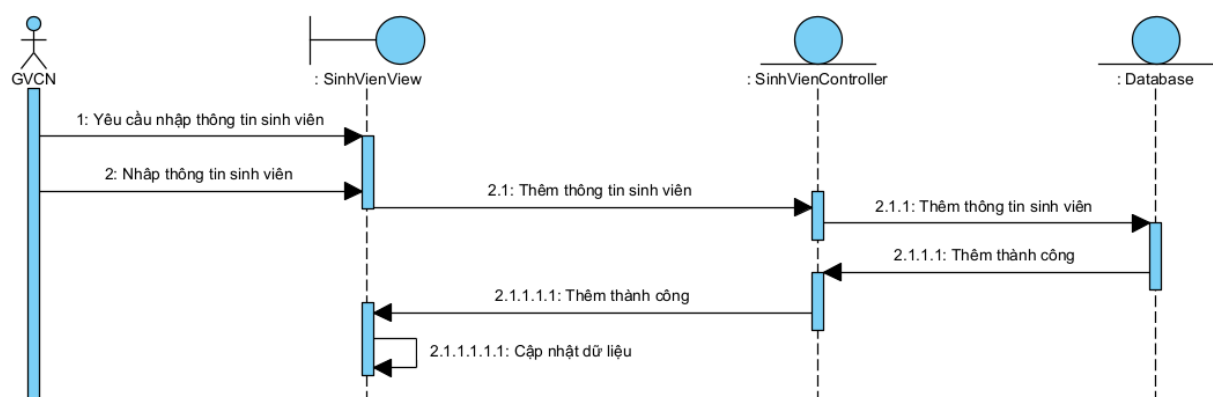 GVCN
: SinhVienView
: SinhVienController
: Database
1: Yêu cầu nhập thông tin sinh viên
2: Nhâp thông tin sinh viên
2.1: Thêm thông tin sinh viên
2.1.1: Thêm thông tin sinh viên
2.1.1.1: Thêm thành công
2.1.1.1.1: Thêm thành công
2.1.1.1.1.1: Cập nhật dữ liệu